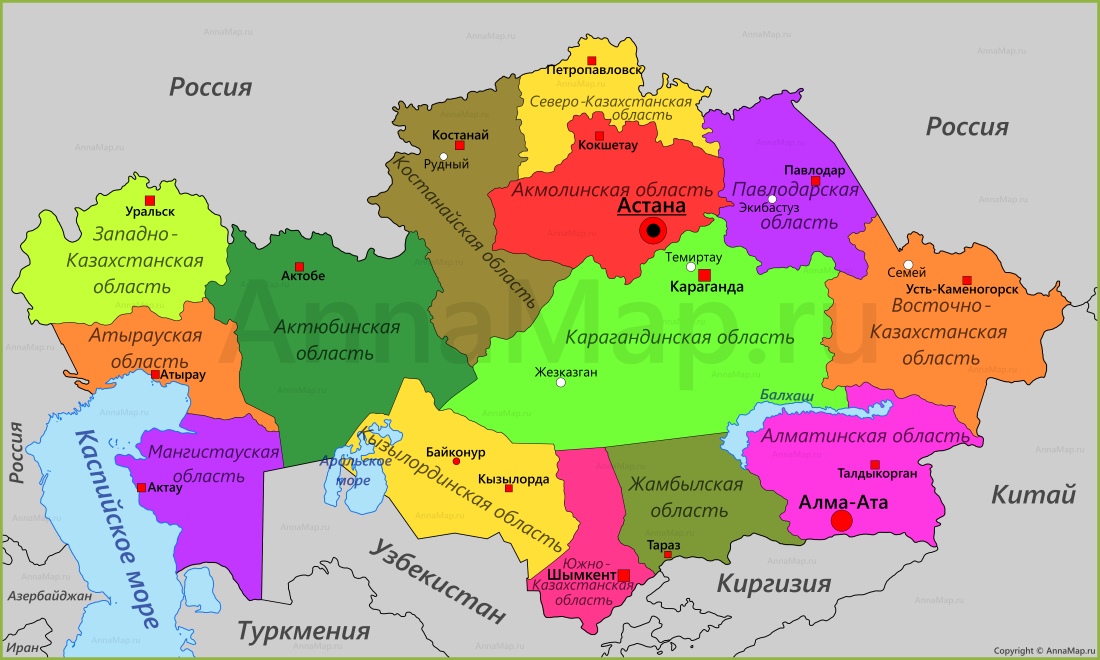 AnnaMap.ru
Россия
Россия
Россия
Китай
Киргизия
Узбекистан
Туркмения
Азербайджан
Иран
Каспийское море
Аральское
море
Балхаш
Петропавловск
Северо-Казахстанская
область
Костанай
Рудный
Костанайская область
Кокшетау
Акмолинская область
Астана
Павлодар
Павлодарская
Экибастуз
область
Уральск
Западно-
Казахстанская
область
Актобе
Актюбинская
область
Атырауская
область
Атырау
Мангистауская
область
Актау
Темиртау
Караганда
Карагандинская область
Жезказган
Семей
Усть-Каменогорск
Восточно-
Казахстанская
область
Байконур
Кызылорда
Кызылординская область
Алматинская область
Талдыкорган
Алма-Ата
Жамбылская
область
Тараз
Южно-
Шымкент
Казахстанская
область
Copyright © AnnaMap.ru